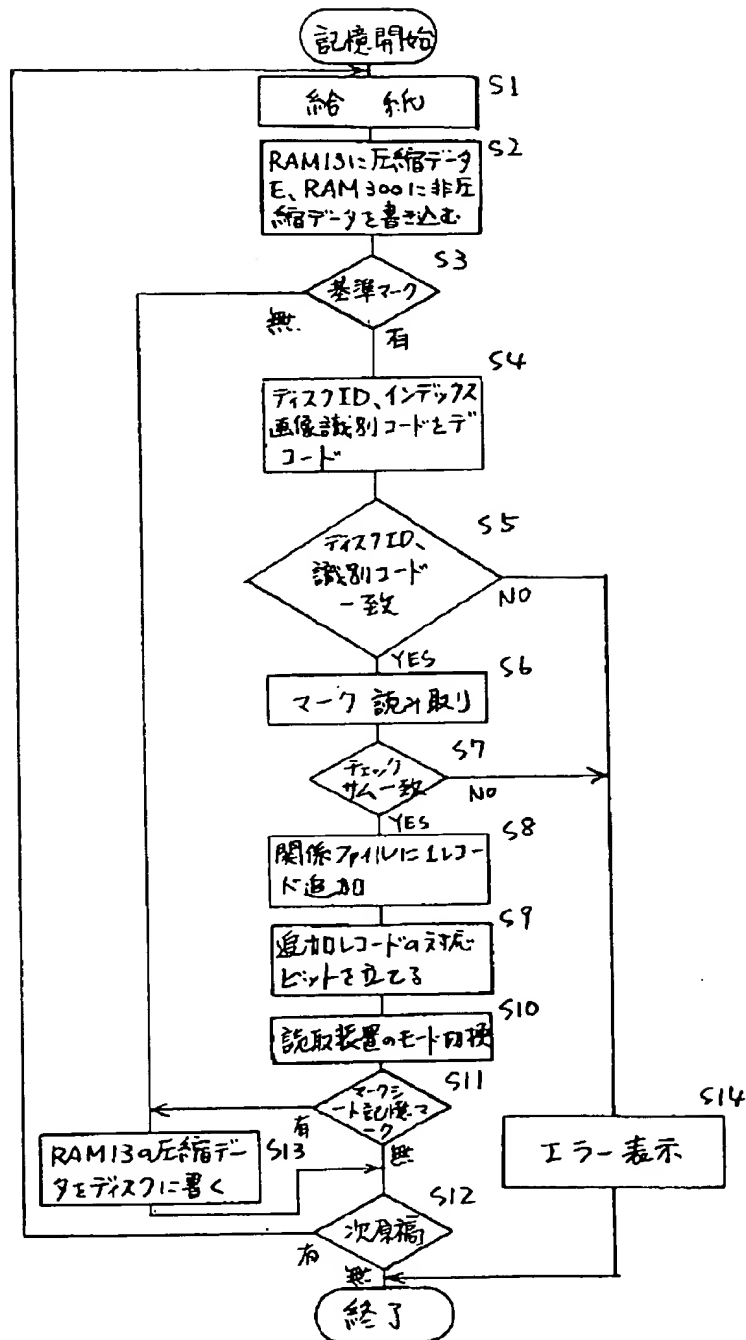 記憶開始
給 紙
S1
S2
RAM13に圧縮データ
E、RAM300に非圧
縮データを書き込む
S3
基準マーク
無
有
S4
ディスクID、インデックス
画像識別コードをデ
コード
S5
ディスクID、
識別コード
一致
NO
YES
S6
マーク読み取り
S7
チェック
サム一致
NO
YES
S8
関係ファイルに1レコー
ド追加
S9
追加レコードの対応
ビットを立てる
S10
読取装置のモード切換
S11
マークシ
ート記憶マ
ーク
有
無
S13
RAM13の圧縮デー
タをディスクに書く
S14
エラー表示
S12
次原稿
有
無
終了